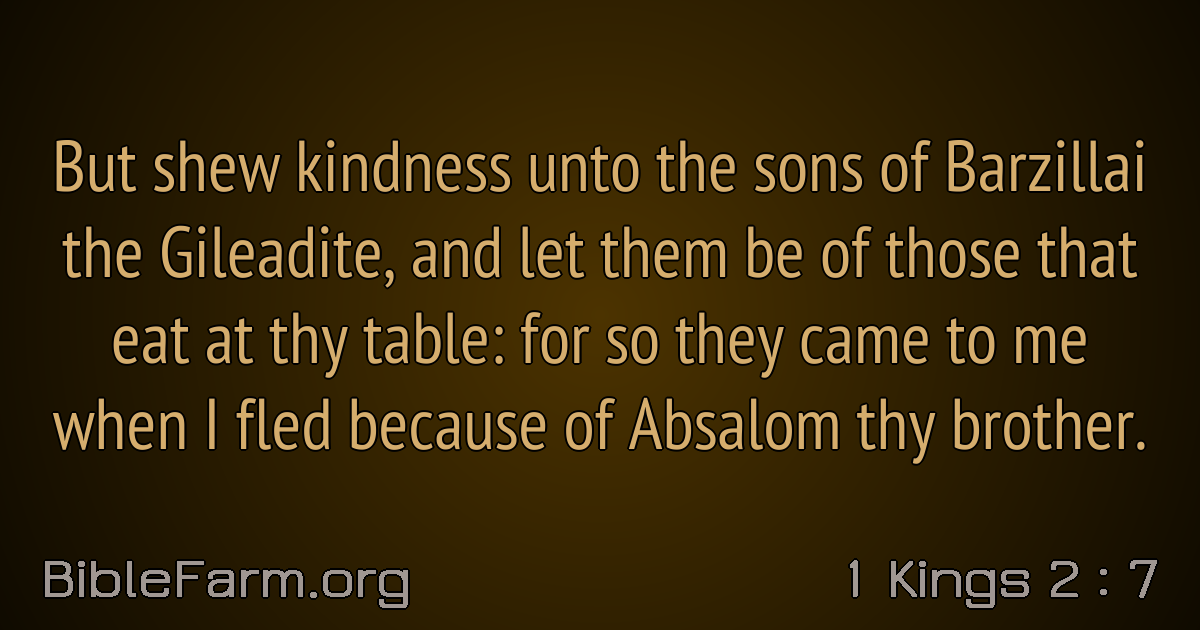 But shew kindness unto the sons of Barzillai
the Gileadite, and let them be of those that
eat at thy table: for so they came to me
when I fled because of Absalom thy brother.
BibleFarm.org
1 Kings 2 : 7